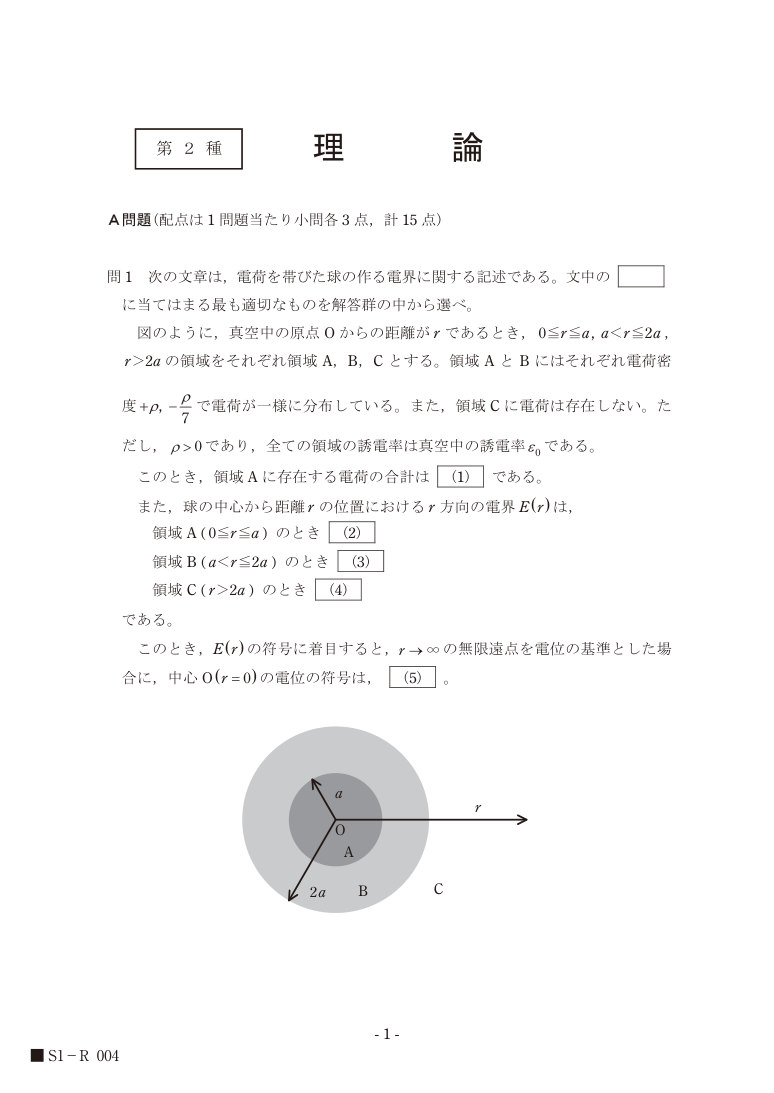 第 2 種
理 論
A問題(配点は1問題当たり小問各3点，計15点)
問1 次の文章は，電荷を帯びた球の作る電界に関する記述である。文中の
に当てはまる最も適切なものを解答群の中から選べ。
図のように，真空中の原点 O からの距離が r であるとき， 0≦r≦a, a<r≦2a，
r>2a の領域をそれぞれ領域 A，B，C とする。領域 A と B にはそれぞれ電荷密
度 +ρ, −ρ/7 で電荷が一様に分布している。また，領域 C に電荷は存在しない。た
だし， ρ>0 であり，全ての領域の誘電率は真空中の誘電率 ε₀ である。
このとき，領域 A に存在する電荷の合計は (1) である。
また，球の中心から距離 r の位置における r 方向の電界 E(r) は，
領域 A ( 0≦r≦a ) のとき (2)
領域 B ( a<r≦2a ) のとき (3)
領域 C ( r>2a ) のとき (4)
である。
このとき，E(r) の符号に着目すると，r → ∞ の無限遠点を電位の基準とした場
合に，中心 O (r = 0) の電位の符号は， (5) 。
a
r
O
A
2a
B
C
- 1 -
■ S1−R 004